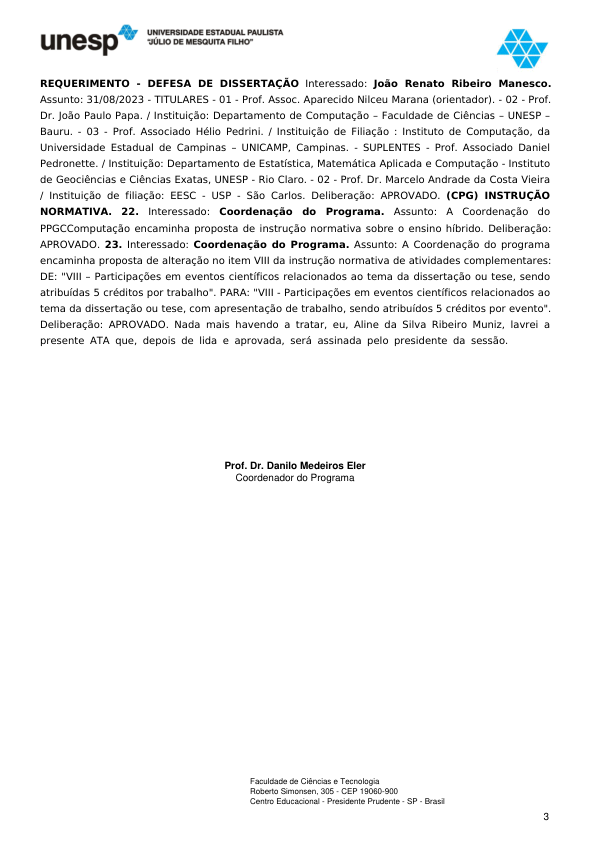 unesp
UNIVERSIDADE ESTADUAL PAULISTA
"JÚLIO DE MESQUITA FILHO"
REQUERIMENTO - DEFESA DE DISSERTAÇÃO Interessado: João Renato Ribeiro Manesco.
Assunto: 31/08/2023 - TITULARES - 01 - Prof. Assoc. Aparecido Nilceu Marana (orientador). - 02 - Prof.
Dr. João Paulo Papa. / Instituição: Departamento de Computação – Faculdade de Ciências – UNESP –
Bauru. - 03 - Prof. Associado Hélio Pedrini. / Instituição de Filiação : Instituto de Computação, da
Universidade Estadual de Campinas – UNICAMP, Campinas. - SUPLENTES - Prof. Associado Daniel
Pedronette. / Instituição: Departamento de Estatística, Matemática Aplicada e Computação - Instituto
de Geociências e Ciências Exatas, UNESP - Rio Claro. - 02 - Prof. Dr. Marcelo Andrade da Costa Vieira
/ Instituição de filiação: EESC - USP - São Carlos. Deliberação: APROVADO. (CPG) INSTRUÇÃO
NORMATIVA. 22. Interessado: Coordenação do Programa. Assunto: A Coordenação do
PPGCComputação encaminha proposta de instrução normativa sobre o ensino híbrido. Deliberação:
APROVADO. 23. Interessado: Coordenação do Programa. Assunto: A Coordenação do programa
encaminha proposta de alteração no item VIII da instrução normativa de atividades complementares:
DE: "VIII – Participações em eventos científicos relacionados ao tema da dissertação ou tese, sendo
atribuídas 5 créditos por trabalho". PARA: "VIII - Participações em eventos científicos relacionados ao
tema da dissertação ou tese, com apresentação de trabalho, sendo atribuídos 5 créditos por evento".
Deliberação: APROVADO. Nada mais havendo a tratar, eu, Aline da Silva Ribeiro Muniz, lavrei a
presente ATA que, depois de lida e aprovada, será assinada pelo presidente da sessão.
Prof. Dr. Danilo Medeiros Eler
Coordenador do Programa
Faculdade de Ciências e Tecnologia
Roberto Simonsen, 305 - CEP 19060-900
Centro Educacional - Presidente Prudente - SP - Brasil
3